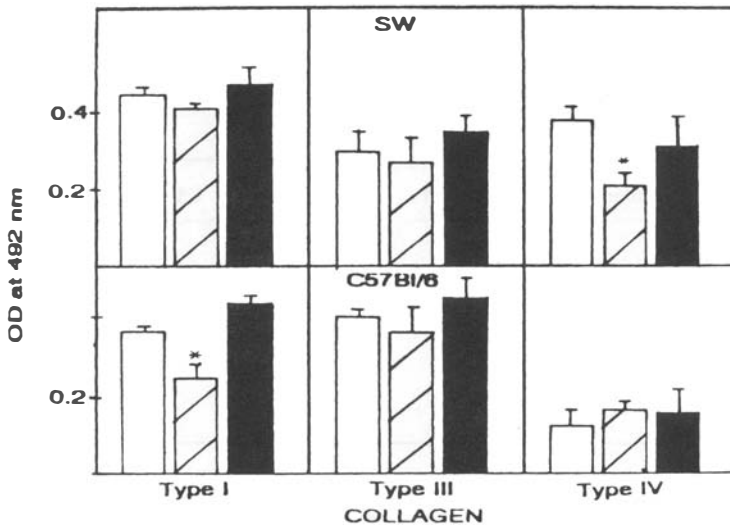 SW
0.4
0.2
*
OD at 492 nm
C57Bl/6
*
0.2
Type I
Type III
Type IV
COLLAGEN